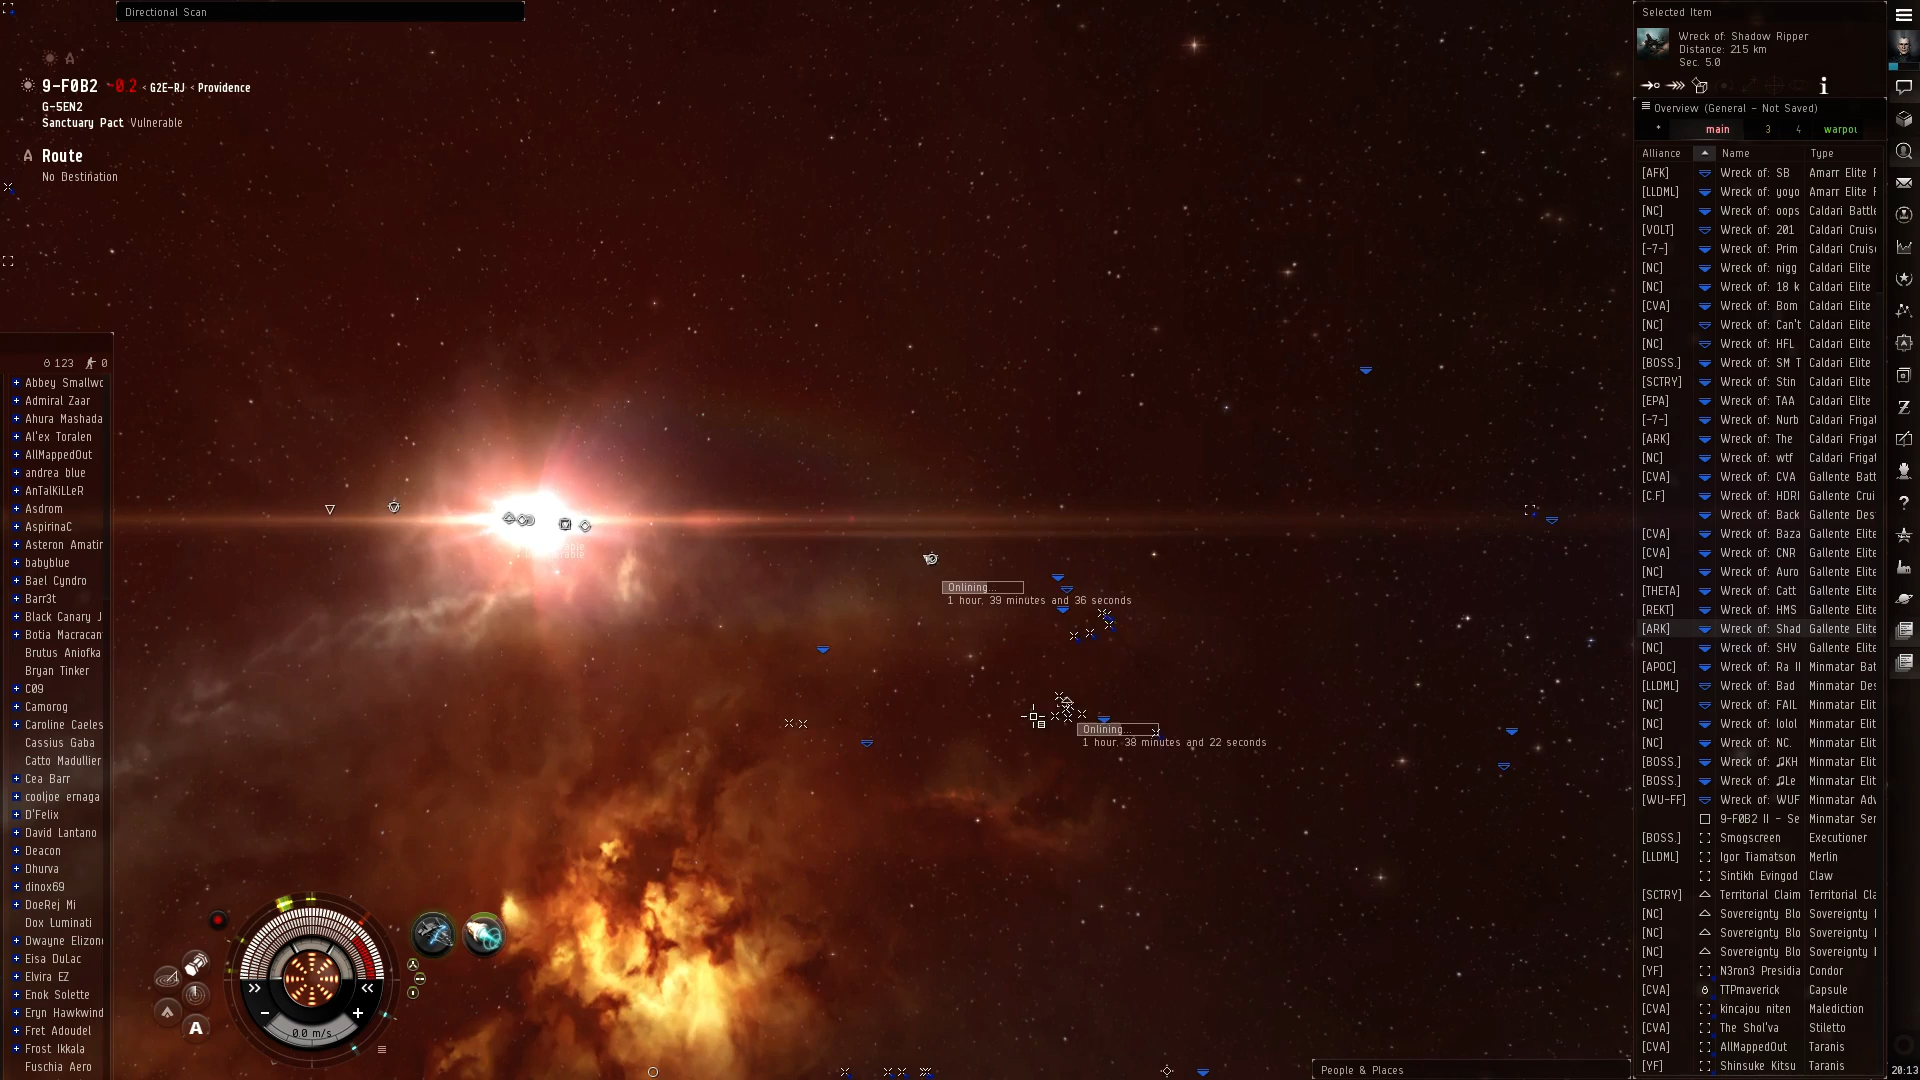 Directional Scan
A
9-F0B2 -0.2 < G2E-RJ < Providence
G-5EN2
Sanctuary Pact Vulnerable
A Route
No Destination
123 0
Abbey Smallwc
Admiral Zaar
Ahura Mashada
Al'ex Toralen
AllMappedOut
andrea blue
AnTalKiLLeR
Asdrom
AspirinaC
Asteron Amatir
babyblue
Bael Cyndro
Barr3t
Black Canary J
Botia Macracan
Brutus Aniofka
Bryan Tinker
C09
Camorog
Caroline Caeles
Cassius Gaba
Catto Madullier
Cea Barr
cooljoe ernaga
D'Felix
David Lantano
Deacon
Dhurva
dinox69
DoeRej Mi
Dox Luminati
Dwayne Elizon
Eisa DuLac
Elvira EZ
Enok Solette
Eryn Hawkwind
Fret Adoudel
Frost Ikkala
Fuschia Aero
Onlining...
1 hour, 39 minutes and 36 seconds
Onlining...
1 hour, 38 minutes and 22 seconds
A
0.0 m/s
People & Places
Selected Item
Wreck of: Shadow Ripper
Distance: 215 km
Sec. 5.0
Overview (General - Not Saved)
* main 3 4 warpou
Alliance Name Type
[AFK] Wreck of: SB Amarr Elite F
[LLDML] Wreck of: yoyo Amarr Elite F
[NC] Wreck of: oops Caldari Battle
[VOLT] Wreck of: 201 Caldari Cruise
[-7-] Wreck of: Prim Caldari Cruise
[NC] Wreck of: nigg Caldari Elite
[NC] Wreck of: 18 k Caldari Elite
[CVA] Wreck of: Bom Caldari Elite
[NC] Wreck of: Can't Caldari Elite
[NC] Wreck of: HFL Caldari Elite
[BOSS.] Wreck of: SM T Caldari Elite
[SCTRY] Wreck of: Stin Caldari Elite
[EPA] Wreck of: TAA Caldari Elite
[-7-] Wreck of: Nurb Caldari Frigat
[ARK] Wreck of: The Caldari Frigat
[NC] Wreck of: wtf Caldari Frigat
[CVA] Wreck of: CVA Gallente Batt
[C.F] Wreck of: HDRI Gallente Crui
Wreck of: Back Gallente Des
[CVA] Wreck of: Baza Gallente Elite
[CVA] Wreck of: CNR Gallente Elite
[NC] Wreck of: Auro Gallente Elite
[THETA] Wreck of: Catt Gallente Elite
[REKT] Wreck of: HMS Gallente Elite
[ARK] Wreck of: Shad Gallente Elite
[NC] Wreck of: SHV Gallente Elite
[APOC] Wreck of: Ra II Minmatar Bat
[LLDML] Wreck of: Bad Minmatar Des
[NC] Wreck of: FAIL Minmatar Elit
[NC] Wreck of: lolol Minmatar Elit
[NC] Wreck of: NC. Minmatar Elit
[BOSS.] Wreck of: ♫KH Minmatar Elit
[BOSS.] Wreck of: ♫Le Minmatar Elit
[WU-FF] Wreck of: WUF Minmatar Adv
9-F0B2 II - Se Minmatar Ser
[BOSS.] Smogscreen Executioner
[LLDML] Igor Tiamatson Merlin
Sintikh Evingod Claw
[SCTRY] Territorial Claim Territorial Cla
[NC] Sovereignty Blo Sovereignty
[NC] Sovereignty Blo Sovereignty
[NC] Sovereignty Blo Sovereignty
[YF] N3ron3 Presidia Condor
[CVA] TTPmaverick Capsule
[CVA] kincajou niten Malediction
[CVA] The Shol'va Stiletto
[CVA] AllMappedOut Taranis
[YF] Shinsuke Kitsu Taranis
20:13